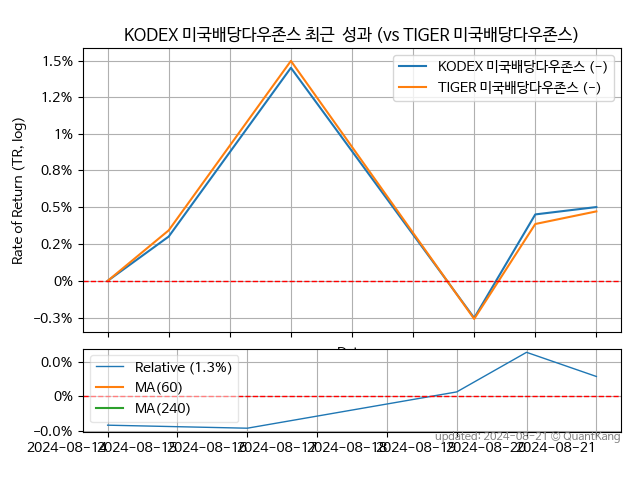 KODEX 미국배당다우존스 최근 성과 (vs TIGER 미국배당다우존스)
1.5%
KODEX 미국배당다우존스 (-)
TIGER 미국배당다우존스 (-)
1.2%
1%
0.8%
0.5%
0.2%
0%
-0.3%
Rate of Return (TR, log)
0.0%
Relative (1.3%)
0%
MA(60)
MA(240)
-0.0%
updated: 2024-08-21 © QuantKang
2024-08-14 2024-08-15 2024-08-16 2024-08-17 2024-08-18 2024-08-19 2024-08-20 2024-08-21